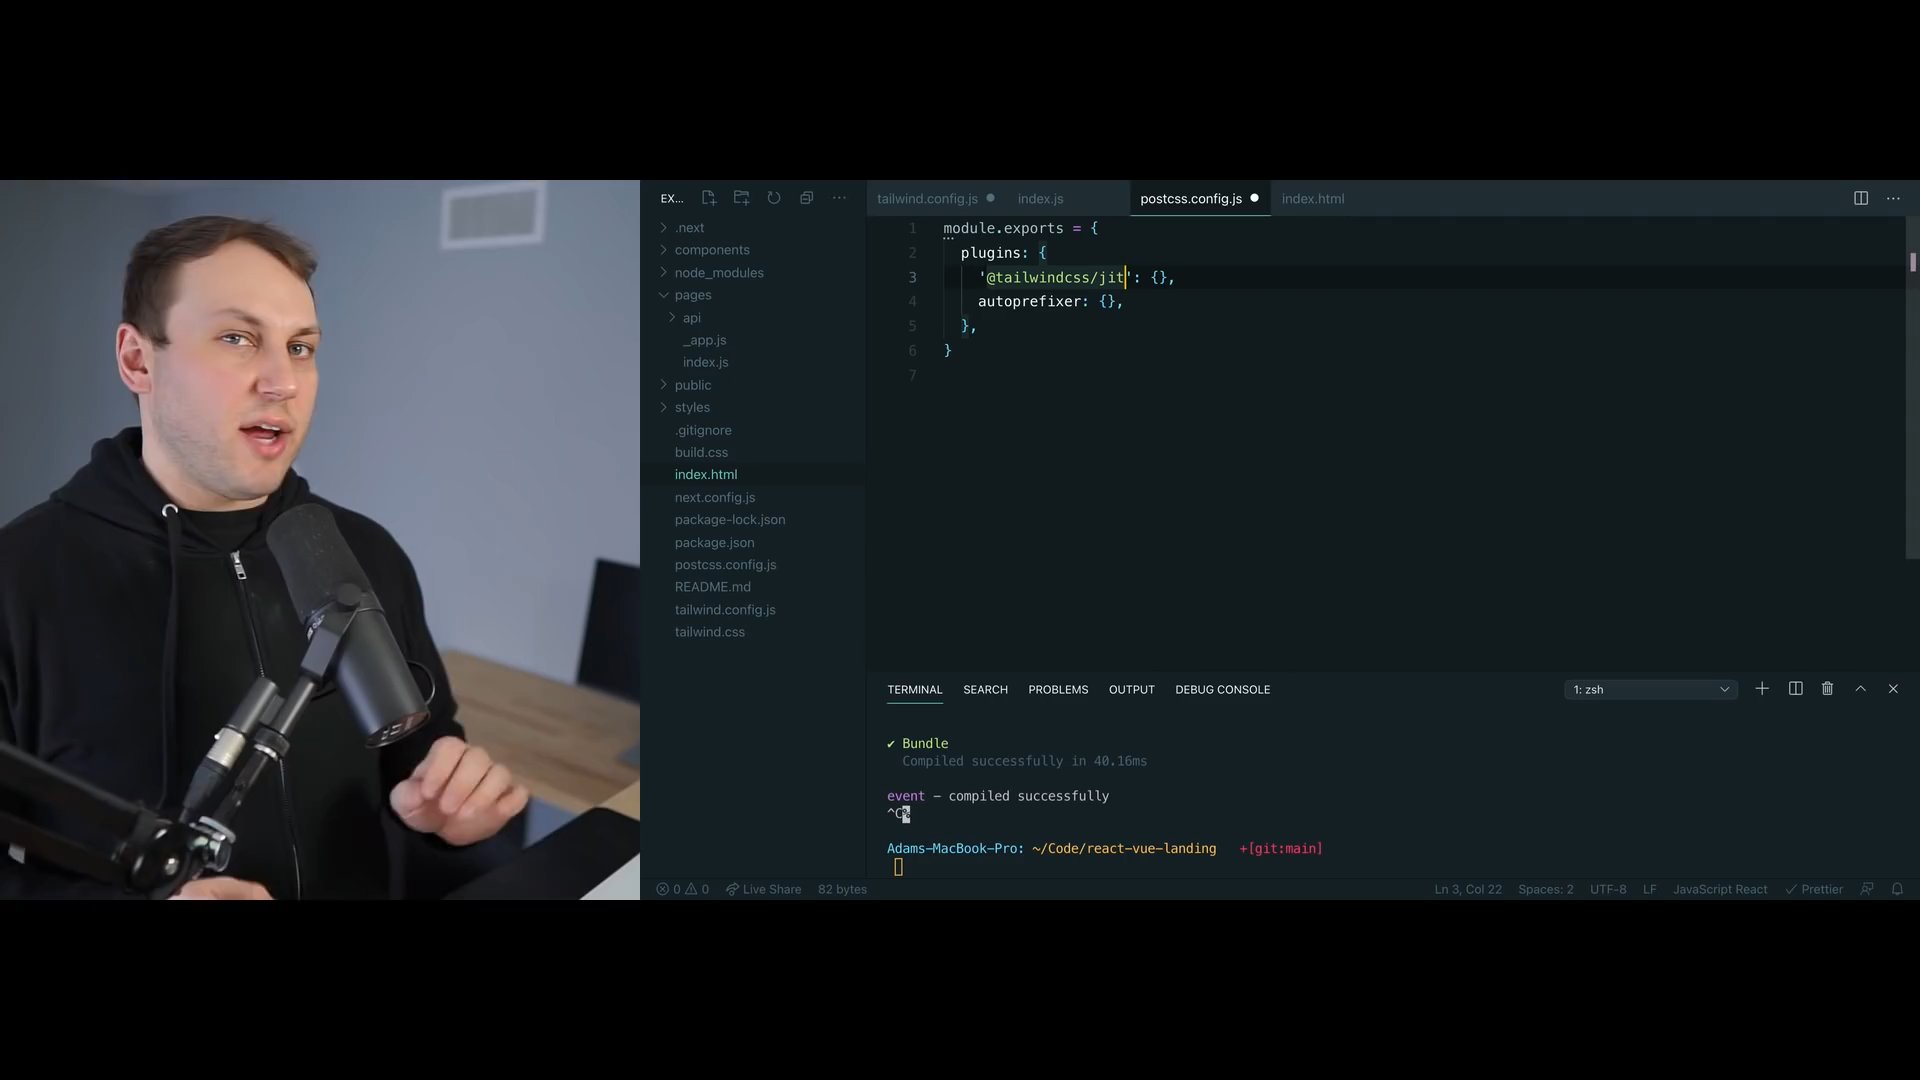 EX...
tailwind.config.js
index.js
postcss.config.js
index.html
.next
components
node_modules
pages
api
_app.js
index.js
public
styles
.gitignore
build.css
index.html
next.config.js
package-lock.json
package.json
postcss.config.js
README.md
tailwind.config.js
tailwind.css
1 module.exports = {
2 plugins: {
3 '@tailwindcss/jit': {},
4 autoprefixer: {},
5 },
6 }
7
TERMINAL SEARCH PROBLEMS OUTPUT DEBUG CONSOLE
1: zsh
✔ Bundle
Compiled successfully in 40.16ms
event - compiled successfully
^C%
Adams-MacBook-Pro: ~/Code/react-vue-landing +[git:main]
0 0 Live Share 82 bytes
Ln 3, Col 22 Spaces: 2 UTF-8 LF JavaScript React ✓ Prettier